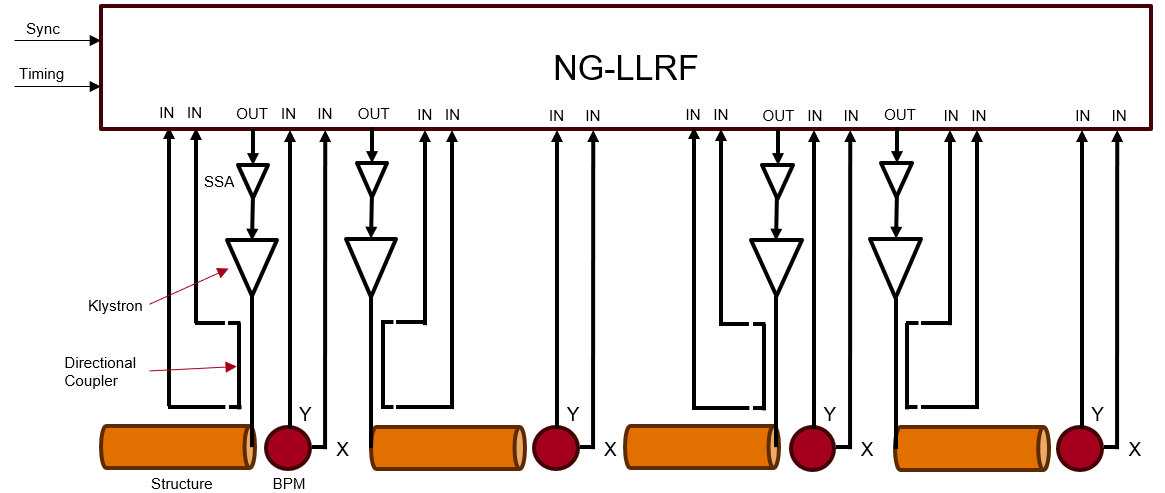 Sync
Timing
NG-LLRF
IN IN OUT IN IN OUT IN IN IN IN IN IN OUT IN IN OUT IN IN IN IN
SSA
Klystron
Directional
Coupler
Y Y Y Y
X X X X
Structure BPM